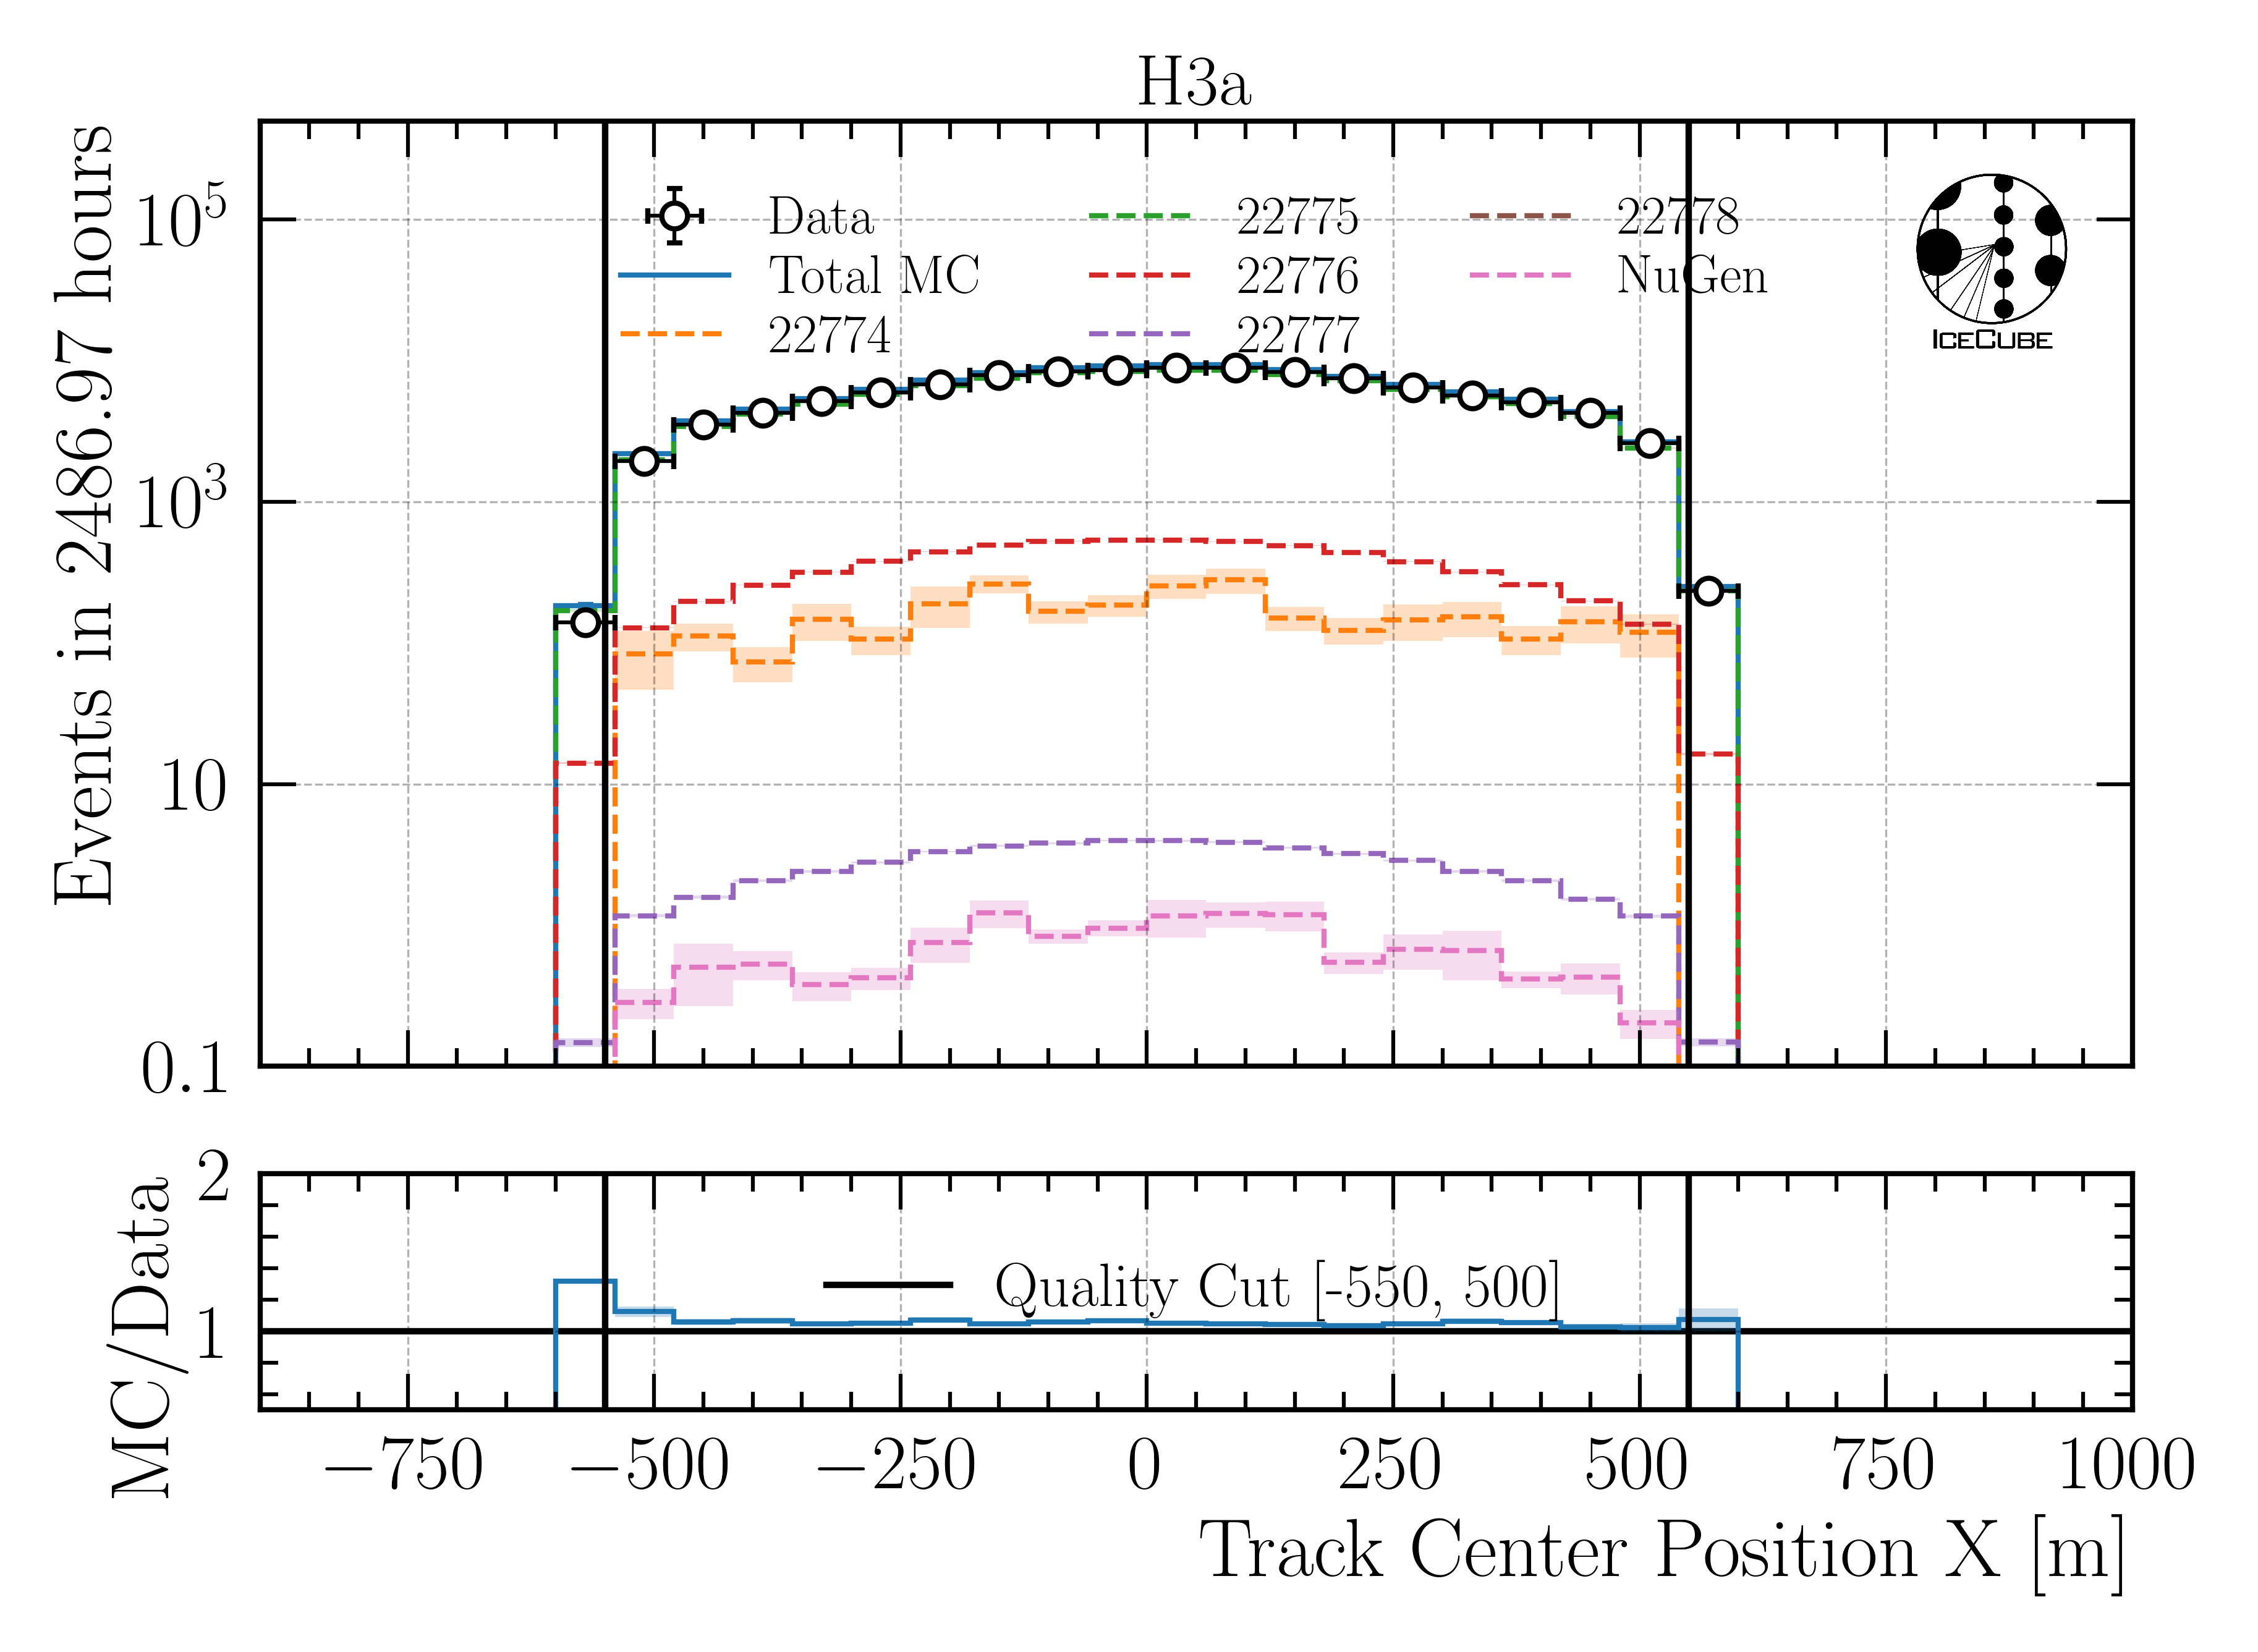 H3a
Events in 2486.97 hours
10^5
10^3
10
0.1
Data
Total MC
22774
22775
22776
22777
22778
NuGen
ICECUBE
MC/Data
2
1
Quality Cut [-550, 500]
−750 −500 −250 0 250 500 750 1000
Track Center Position X [m]